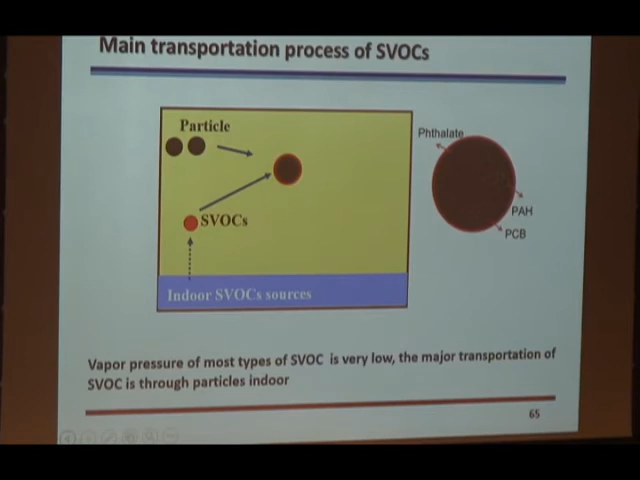 Main transportation process of SVOCs
Particle
SVOCs
Indoor SVOCs sources
Phthalate
PAH
PCB
Vapor pressure of most types of SVOC is very low, the major transportation of
SVOC is through particles indoor
65